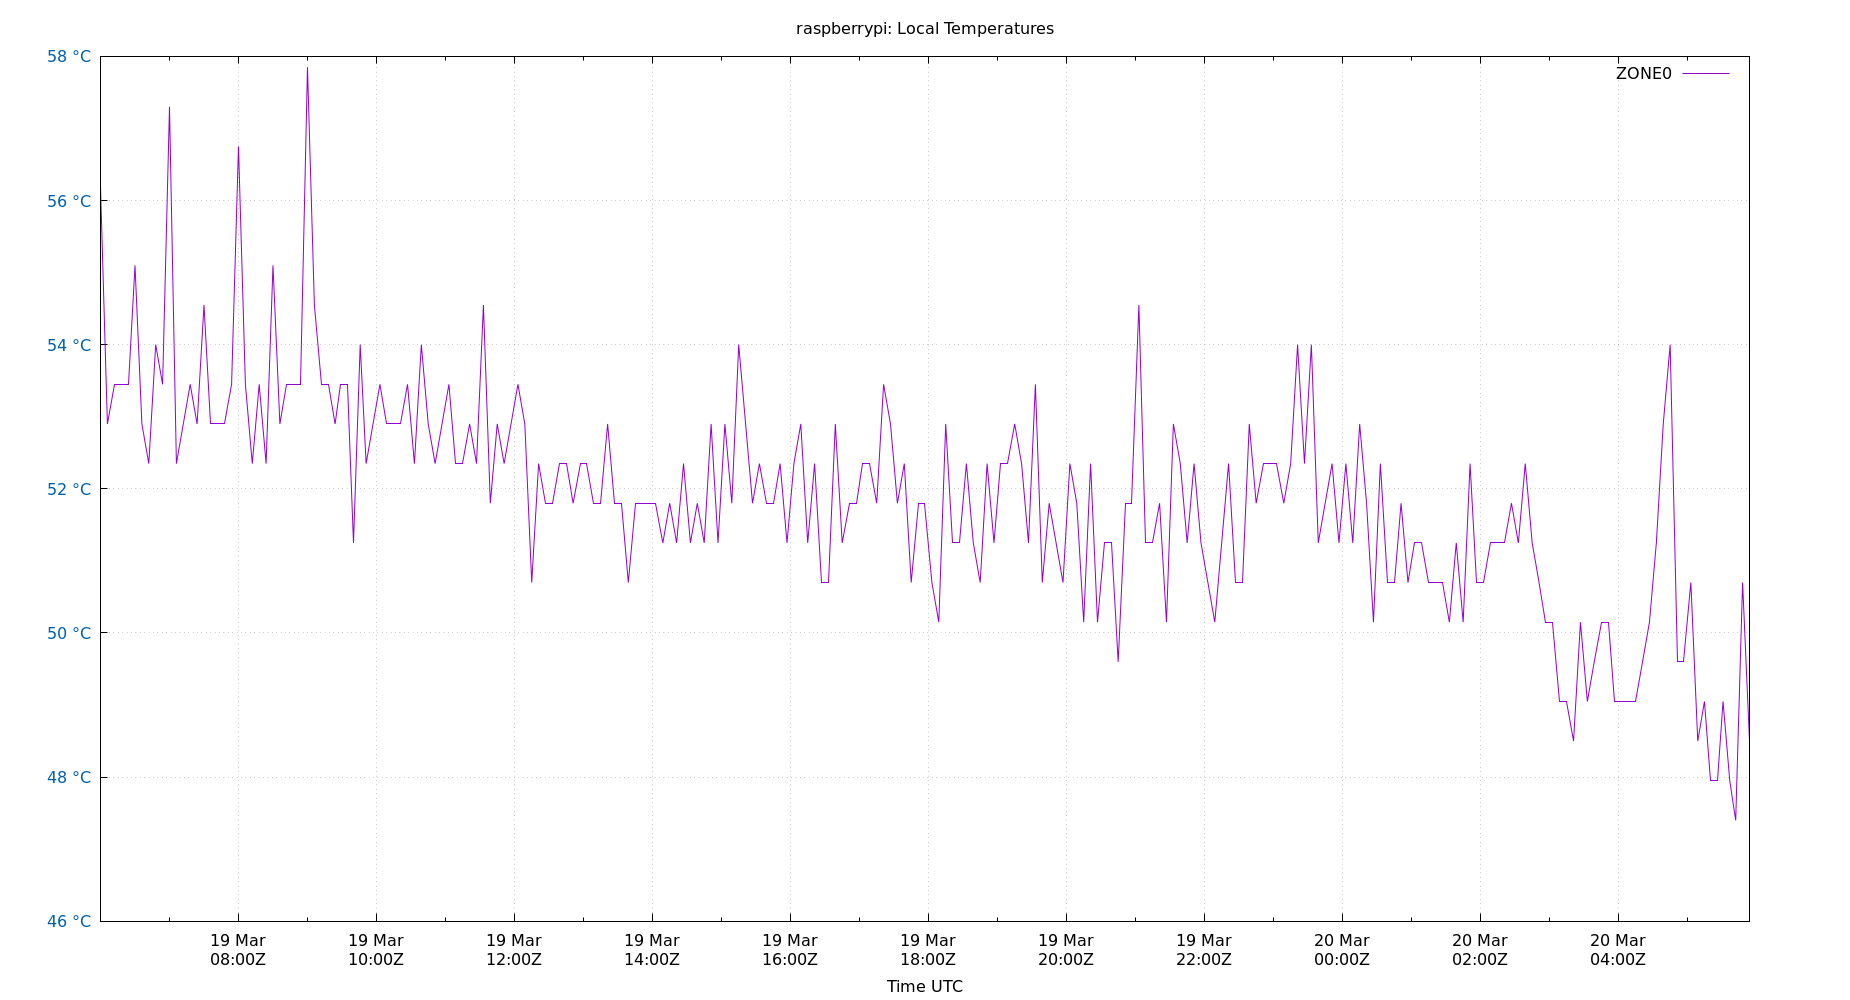 raspberrypi: Local Temperatures
58 °C
ZONE0
56 °C
54 °C
52 °C
50 °C
48 °C
46 °C
19 Mar 19 Mar 19 Mar 19 Mar 19 Mar 19 Mar 19 Mar 19 Mar 20 Mar 20 Mar 20 Mar
08:00Z 10:00Z 12:00Z 14:00Z 16:00Z 18:00Z 20:00Z 22:00Z 00:00Z 02:00Z 04:00Z
Time UTC